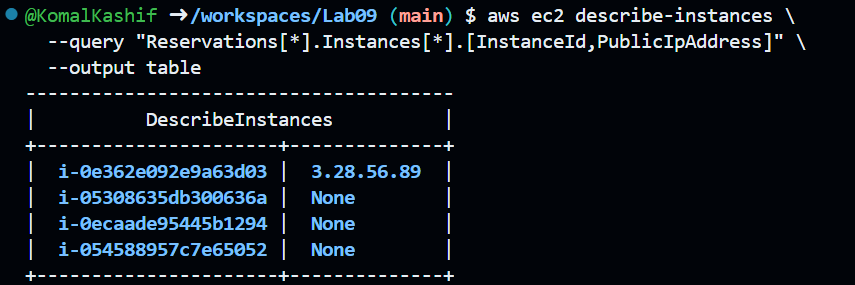 @KomalKashif ➜/workspaces/Lab09 (main) $ aws ec2 describe-instances \
  --query "Reservations[*].Instances[*].[InstanceId,PublicIpAddress]" \
  --output table
---------------------------------------
|          DescribeInstances          |
+----------------------+--------------+
|  i-0e362e092e9a63d03 |  3.28.56.89  |
|  i-05308635db300636a |  None        |
|  i-0ecaade95445b1294 |  None        |
|  i-054588957c7e65052 |  None        |
+----------------------+--------------+